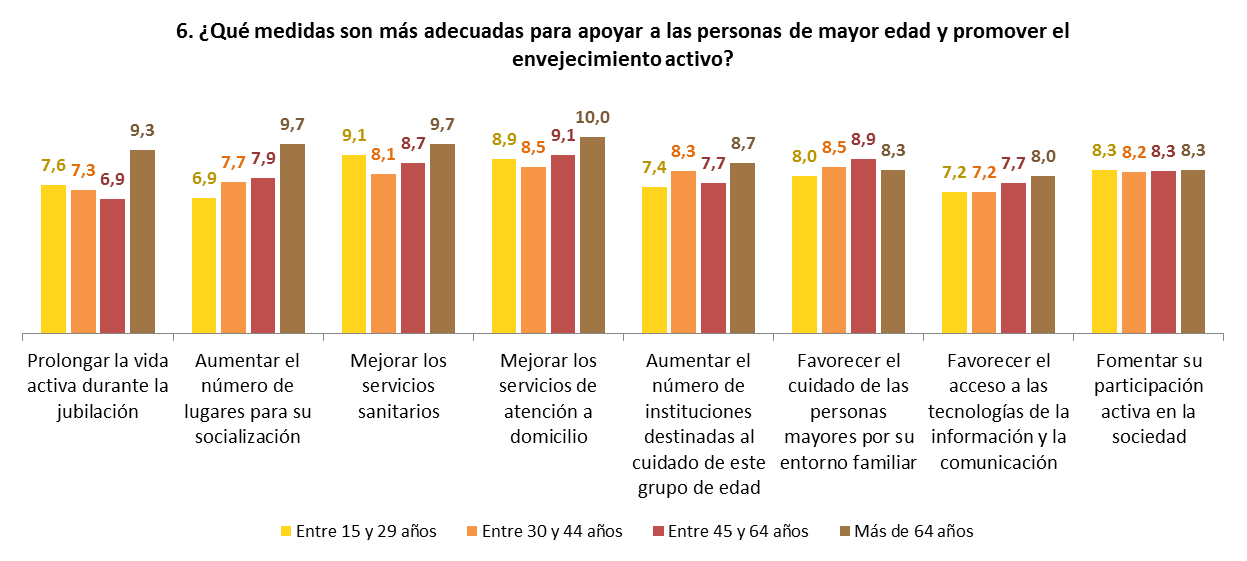 6. ¿Qué medidas son más adecuadas para apoyar a las personas de mayor edad y promover el
envejecimiento activo?
7,6 7,3 6,9 9,3
6,9 7,7 7,9 9,7
9,1 8,1 8,7 9,7
8,9 8,5 9,1 10,0
7,4 8,3 7,7 8,7
8,0 8,5 8,9 8,3
7,2 7,2 7,7 8,0
8,3 8,2 8,3 8,3
Prolongar la vida
activa durante la
jubilación
Aumentar el
número de
lugares para su
socialización
Mejorar los
servicios
sanitarios
Mejorar los
servicios de
atención a
domicilio
Aumentar el
número de
instituciones
destinadas al
cuidado de este
grupo de edad
Favorecer el
cuidado de las
personas
mayores por su
entorno familiar
Favorecer el
acceso a las
tecnologías de la
información y la
comunicación
Fomentar su
participación
activa en la
sociedad
Entre 15 y 29 años Entre 30 y 44 años Entre 45 y 64 años Más de 64 años